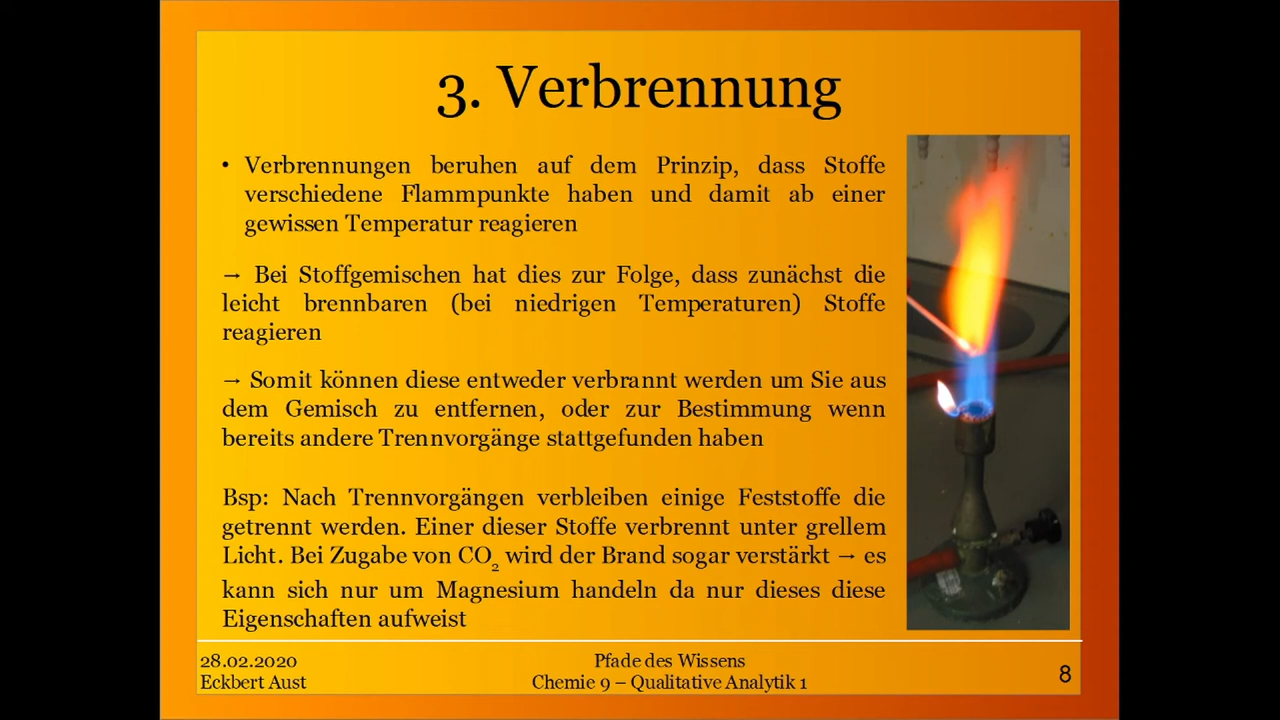 3. Verbrennung
• Verbrennungen beruhen auf dem Prinzip, dass Stoffe
verschiedene Flammpunkte haben und damit ab einer
gewissen Temperatur reagieren
→ Bei Stoffgemischen hat dies zur Folge, dass zunächst die
leicht brennbaren (bei niedrigen Temperaturen) Stoffe
reagieren
→ Somit können diese entweder verbrannt werden um Sie aus
dem Gemisch zu entfernen, oder zur Bestimmung wenn
bereits andere Trennvorgänge stattgefunden haben
Bsp: Nach Trennvorgängen verbleiben einige Feststoffe die
getrennt werden. Einer dieser Stoffe verbrennt unter grellem
Licht. Bei Zugabe von CO₂ wird der Brand sogar verstärkt → es
kann sich nur um Magnesium handeln da nur dieses diese
Eigenschaften aufweist
28.02.2020
Eckbert Aust
Pfade des Wissens
Chemie 9 – Qualitative Analytik 1
8